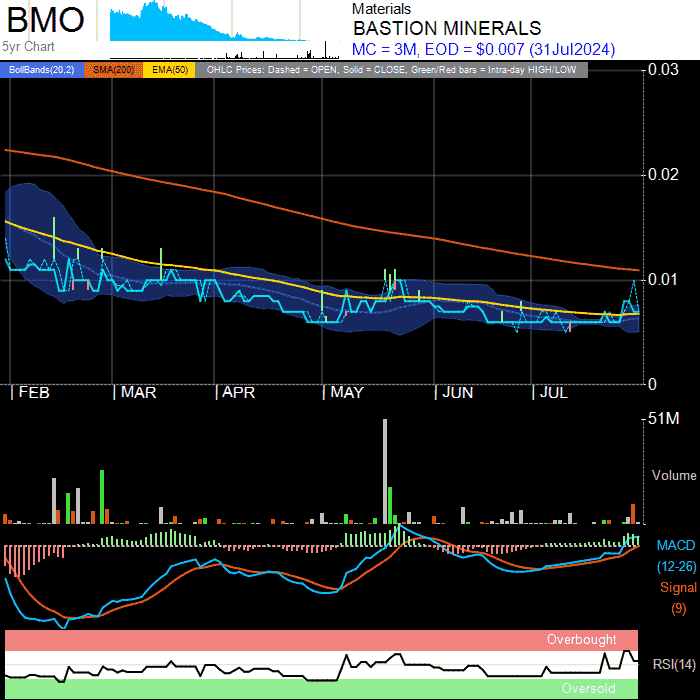 BMO
5yr Chart
Materials
BASTION MINERALS
MC = 3M, EOD = $0.007 (31Jul2024)
BollBands(20,2) SMA(200) EMA(50) OHLC Prices: Dashed = OPEN, Solid = CLOSE, Green/Red bars = Intra-day HIGH/LOW
0.03
0.02
0.01
0
FEB MAR APR MAY JUN JUL
51M
Volume
MACD
(12-26)
Signal
(9)
Overbought
RSI(14)
Oversold